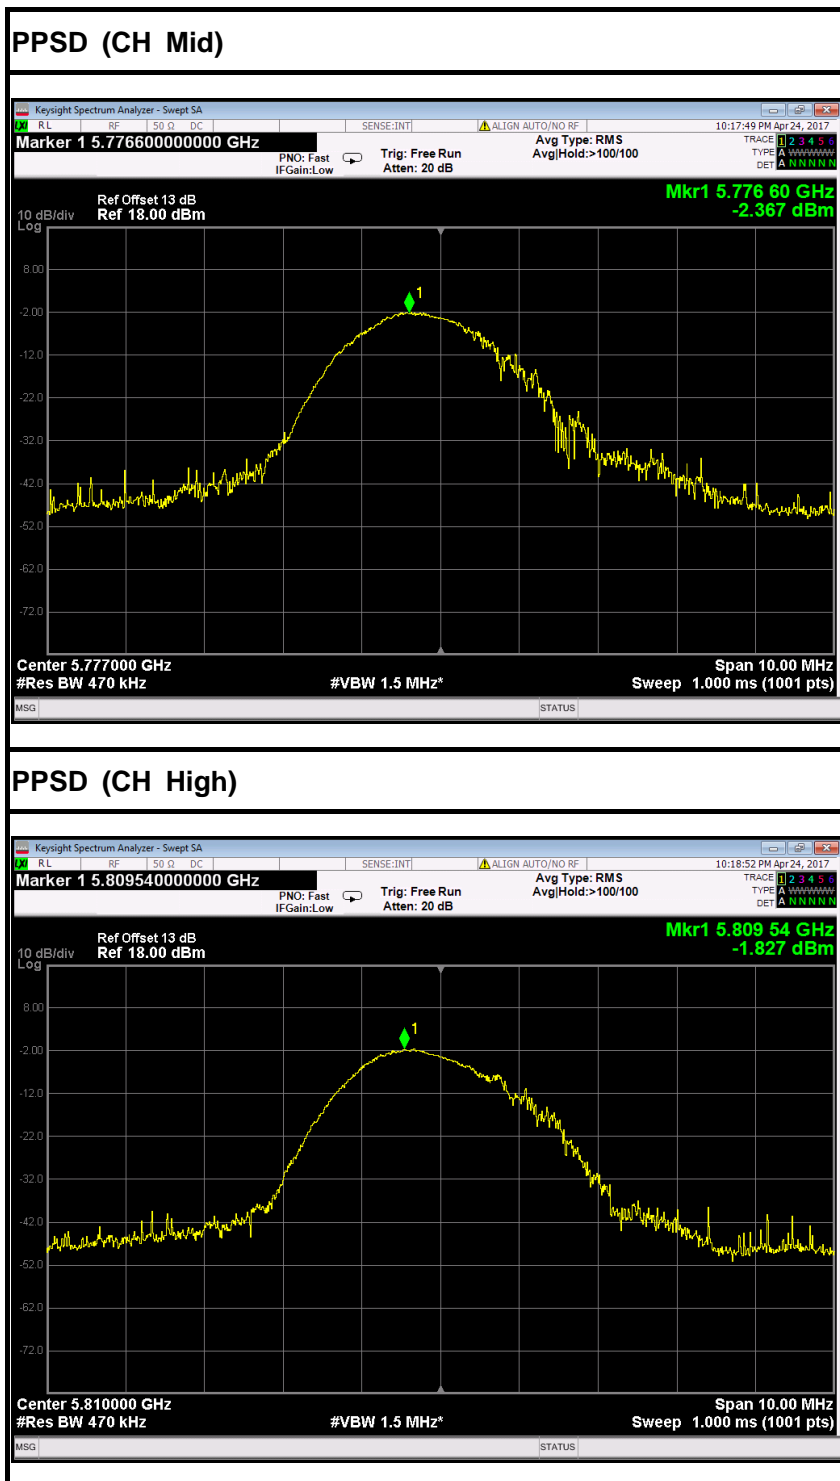 PPSD (CH Mid)
Keysight Spectrum Analyzer - Swept SA
LXI RL RF 50 Ω DC SENSE:INT ALIGN AUTO/NO RF 10:17:49 PM Apr 24, 2017
Marker 1 5.776600000000 GHz Avg Type: RMS TRACE 1 2 3 4 5 6
PNO: Fast Trig: Free Run Avg|Hold:>100/100 TYPE A WWWWW
IFGain:Low Atten: 20 dB DET A N N N N N
Mkr1 5.776 60 GHz
Ref Offset 13 dB -2.367 dBm
10 dB/div Ref 18.00 dBm
Log
1
8.00
-2.00
-12.0
-22.0
-32.0
-42.0
-52.0
-62.0
-72.0
Center 5.777000 GHz Span 10.00 MHz
#Res BW 470 kHz #VBW 1.5 MHz* Sweep 1.000 ms (1001 pts)
MSG STATUS
PPSD (CH High)
Keysight Spectrum Analyzer - Swept SA
LXI RL RF 50 Ω DC SENSE:INT ALIGN AUTO/NO RF 10:18:52 PM Apr 24, 2017
Marker 1 5.809540000000 GHz Avg Type: RMS TRACE 1 2 3 4 5 6
PNO: Fast Trig: Free Run Avg|Hold:>100/100 TYPE A WWWWW
IFGain:Low Atten: 20 dB DET A N N N N N
Mkr1 5.809 54 GHz
Ref Offset 13 dB -1.827 dBm
10 dB/div Ref 18.00 dBm
Log
1
8.00
-2.00
-12.0
-22.0
-32.0
-42.0
-52.0
-62.0
-72.0
Center 5.810000 GHz Span 10.00 MHz
#Res BW 470 kHz #VBW 1.5 MHz* Sweep 1.000 ms (1001 pts)
MSG STATUS